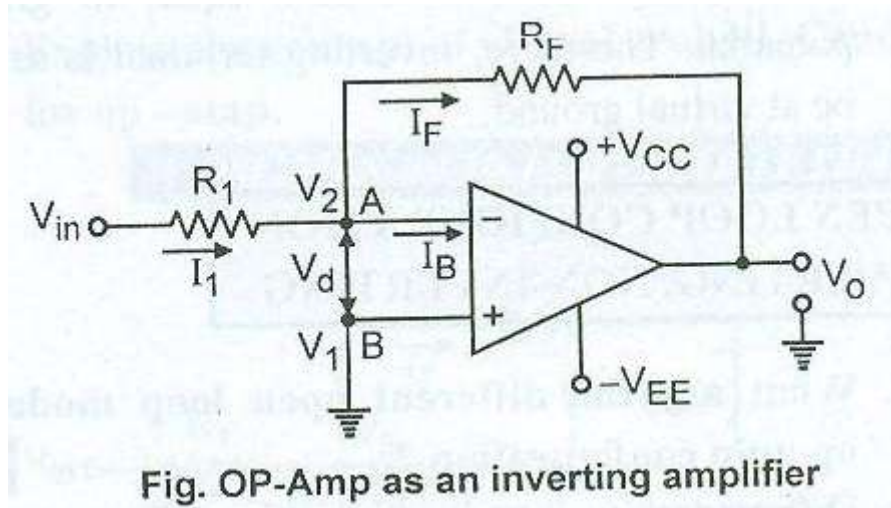 R_F
I_F
+V_CC
R_1
V_2 A
V_in
I_1
I_B
−
V_d
+
V_1 B
V_o
−V_EE
Fig. OP-Amp as an inverting amplifier